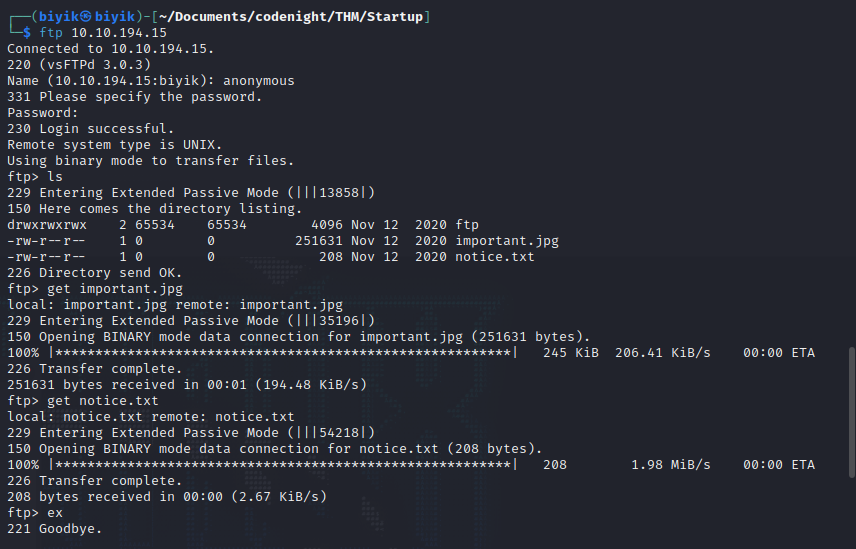 ┌──(biyik㉿biyik)-[~/Documents/codenight/THM/Startup]
└─$ ftp 10.10.194.15
Connected to 10.10.194.15.
220 (vsFTPd 3.0.3)
Name (10.10.194.15:biyik): anonymous
331 Please specify the password.
Password:
230 Login successful.
Remote system type is UNIX.
Using binary mode to transfer files.
ftp> ls
229 Entering Extended Passive Mode (|||13858|)
150 Here comes the directory listing.
drwxrwxrwx    2 65534    65534        4096 Nov 12  2020 ftp
-rw-r--r--    1 0        0          251631 Nov 12  2020 important.jpg
-rw-r--r--    1 0        0             208 Nov 12  2020 notice.txt
226 Directory send OK.
ftp> get important.jpg
local: important.jpg remote: important.jpg
229 Entering Extended Passive Mode (|||35196|)
150 Opening BINARY mode data connection for important.jpg (251631 bytes).
100% |***********************************************************|   245 KiB  206.41 KiB/s    00:00 ETA
226 Transfer complete.
251631 bytes received in 00:01 (194.48 KiB/s)
ftp> get notice.txt
local: notice.txt remote: notice.txt
229 Entering Extended Passive Mode (|||54218|)
150 Opening BINARY mode data connection for notice.txt (208 bytes).
100% |***********************************************************|   208        1.98 MiB/s    00:00 ETA
226 Transfer complete.
208 bytes received in 00:00 (2.67 KiB/s)
ftp> ex
221 Goodbye.